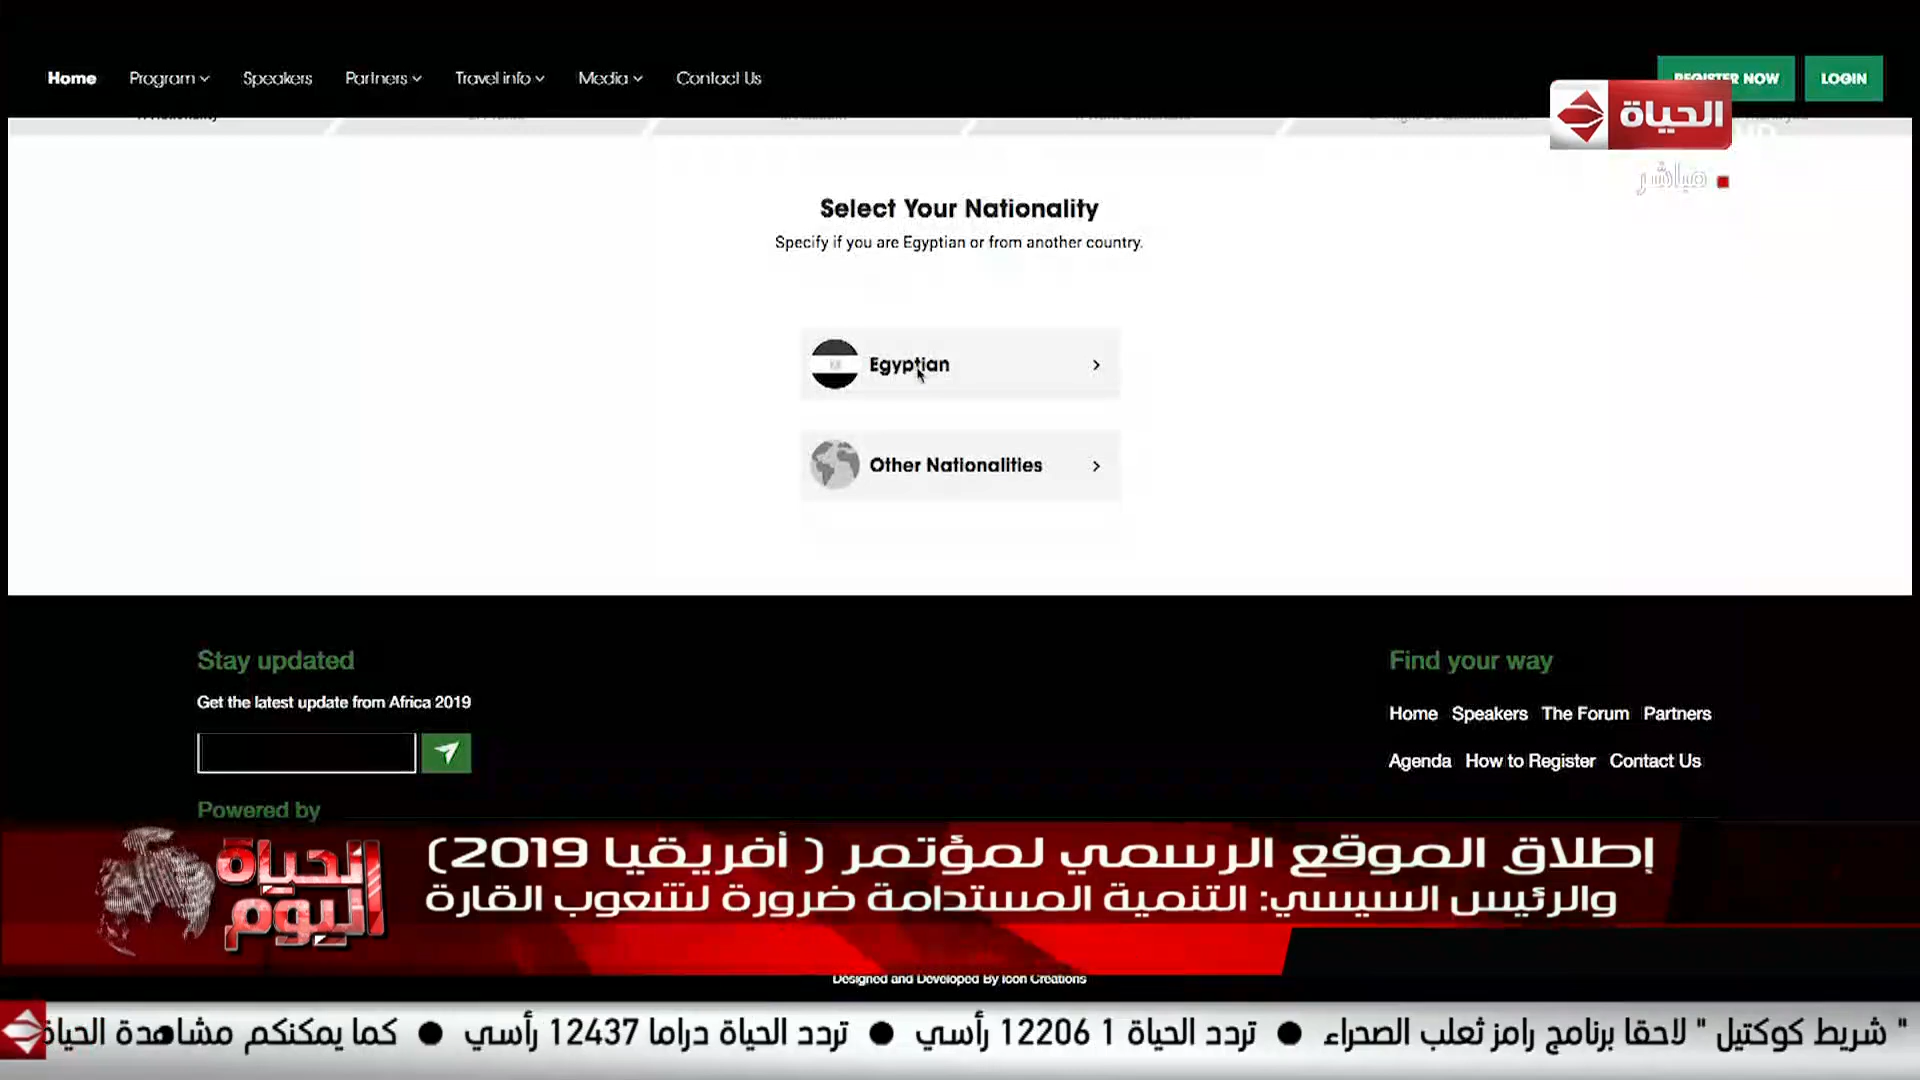 Home Program Speakers Partners Travel info Media Contact Us
REGISTER NOW LOGIN
الحياة
مباشر
Select Your Nationality
Specify if you are Egyptian or from another country.
Egyptian
Other Nationalities
Stay updated
Get the latest update from Africa 2019
Powered by
Find your way
Home Speakers The Forum Partners
Agenda How to Register Contact Us
الحياة اليوم
إطلاق الموقع الرسمي لمؤتمر ( أفريقيا 2019)
والرئيس السيسي: التنمية المستدامة ضرورة لشعوب القارة
Designed and Developed By Icon Creations
" شريط كوكتيل " لاحقا برنامج رامز ثعلب الصحراء ● تردد الحياة 1 12206 رأسي ● تردد الحياة دراما 12437 رأسي ● كما يمكنكم مشاهدة الحياة